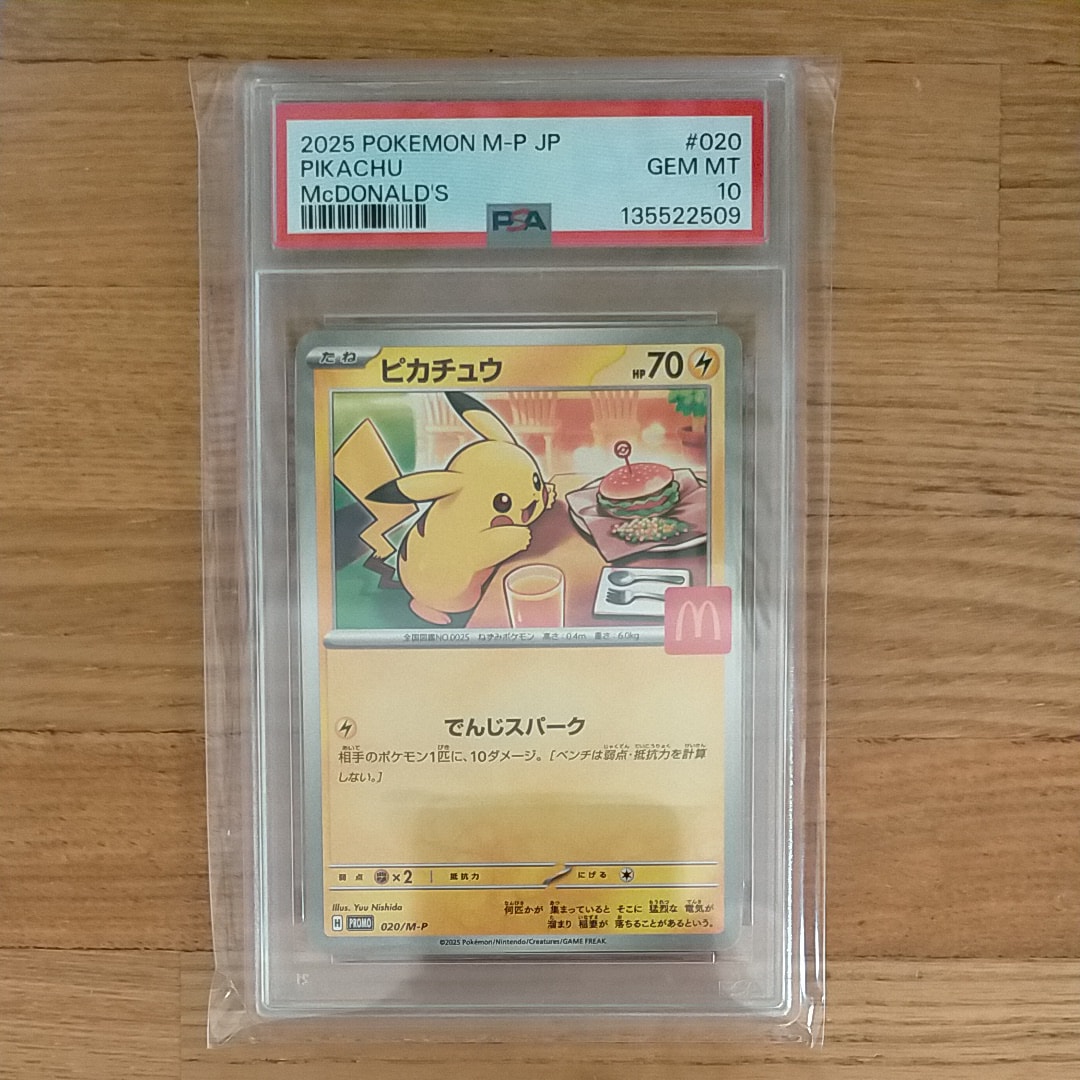 2025 POKEMON M-P JP #020
PIKACHU GEM MT
McDONALD'S 10
PSA 135522509
たね ピカチュウ HP70
全国図鑑NO.0025 ねずみポケモン 高さ:0.4m 重さ:6.0kg
でんじスパーク
相手のポケモン1匹に、10ダメージ。[ベンチは弱点・抵抗力を計算
しない。]
弱点 ×2 抵抗力 にげる
Illus. Yuu Nishida
何匹かが 集まっていると そこに 猛烈な 電気が
溜まり 稲妻が 落ちることがあるという。
H PROMO 020/M-P
©2025 Pokémon/Nintendo/Creatures/GAME FREAK.